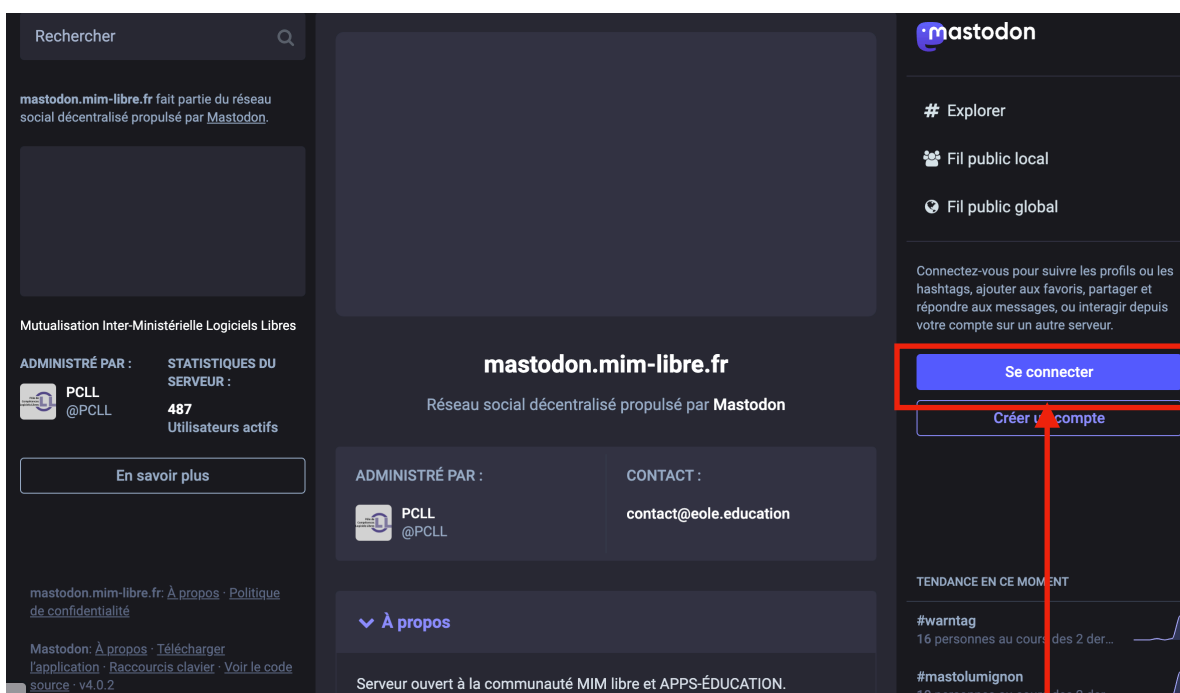 Rechercher
mastodon.mim-libre.fr fait partie du réseau
social décentralisé propulsé par Mastodon.
Mutualisation Inter-Ministérielle Logiciels Libres
ADMINISTRÉ PAR :
PCLL
@PCLL
STATISTIQUES DU
SERVEUR :
487
Utilisateurs actifs
En savoir plus
mastodon.mim-libre.fr: À propos · Politique
de confidentialité
Mastodon: À propos · Télécharger
l'application · Raccourcis clavier · Voir le code
source · v4.0.2
mastodon.mim-libre.fr
Réseau social décentralisé propulsé par Mastodon
ADMINISTRÉ PAR :
PCLL
@PCLL
CONTACT :
contact@eole.education
À propos
Serveur ouvert à la communauté MIM libre et APPS-ÉDUCATION.
mastodon
# Explorer
Fil public local
Fil public global
Connectez-vous pour suivre les profils ou les
hashtags, ajouter aux favoris, partager et
répondre aux messages, ou interagir depuis
votre compte sur un autre serveur.
Se connecter
Créer un compte
TENDANCE EN CE MOMENT
#warntag
16 personnes au cours des 2 der...
#mastolumignon